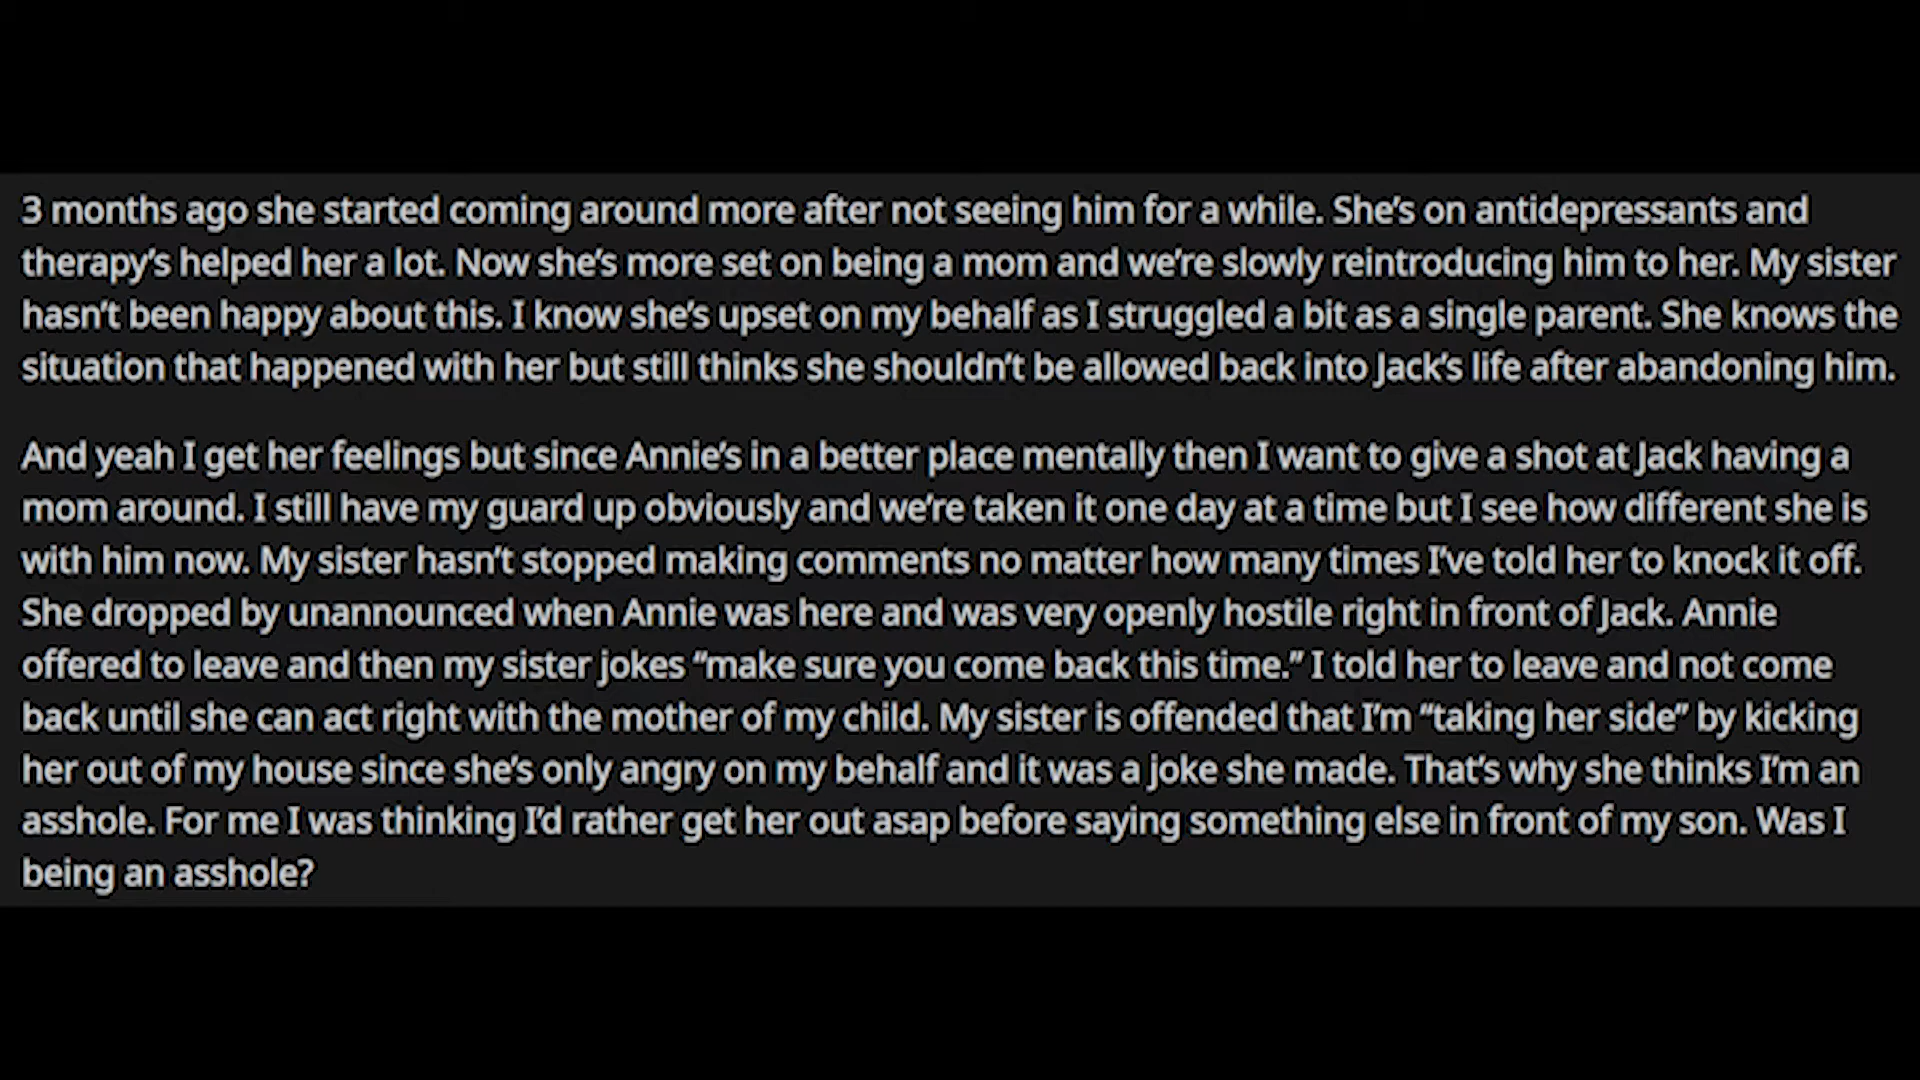 3 months ago she started coming around more after not seeing him for a while. She’s on antidepressants and
therapy’s helped her a lot. Now she’s more set on being a mom and we’re slowly reintroducing him to her. My sister
hasn’t been happy about this. I know she’s upset on my behalf as I struggled a bit as a single parent. She knows the
situation that happened with her but still thinks she shouldn’t be allowed back into Jack’s life after abandoning him.
And yeah I get her feelings but since Annie’s in a better place mentally then I want to give a shot at Jack having a
mom around. I still have my guard up obviously and we’re taken it one day at a time but I see how different she is
with him now. My sister hasn’t stopped making comments no matter how many times I’ve told her to knock it off.
She dropped by unannounced when Annie was here and was very openly hostile right in front of Jack. Annie
offered to leave and then my sister jokes “make sure you come back this time.” I told her to leave and not come
back until she can act right with the mother of my child. My sister is offended that I’m “taking her side” by kicking
her out of my house since she’s only angry on my behalf and it was a joke she made. That’s why she thinks I’m an
asshole. For me I was thinking I’d rather get her out asap before saying something else in front of my son. Was I
being an asshole?